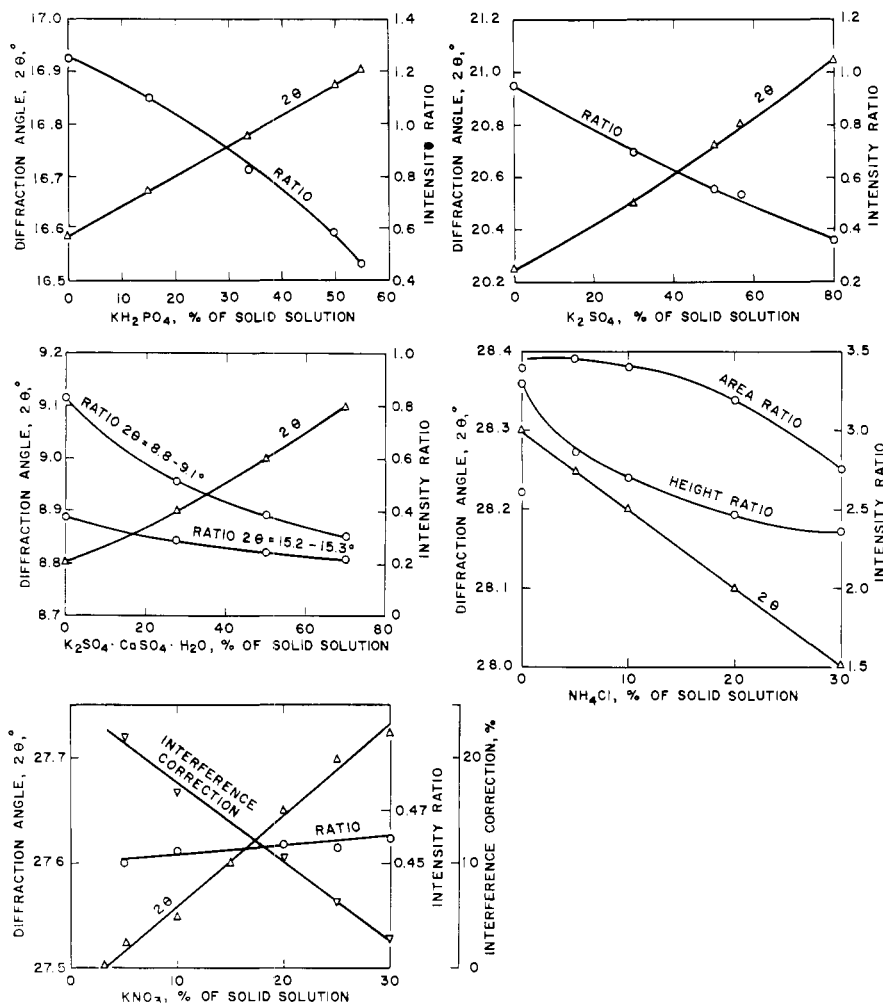 17.0
16.9
16.8
16.7
16.6
16.5
DIFFRACTION ANGLE, 2θ,°
1.4
1.2
1.0
0.8
0.6
0.4
INTENSITY RATIO
2θ
RATIO
0 10 20 30 40 50 60
KH2PO4, % OF SOLID SOLUTION
21.2
21.0
20.8
20.6
20.4
20.2
DIFFRACTION ANGLE, 2θ,°
1.2
1.0
0.8
0.6
0.4
0.2
INTENSITY RATIO
RATIO
2θ
0 20 40 60 80
K2SO4, % OF SOLID SOLUTION
9.2
9.1
9.0
8.9
8.8
8.7
DIFFRACTION ANGLE, 2θ,°
1.0
0.8
0.6
0.4
0.2
0
INTENSITY RATIO
RATIO 2θ = 8.8-9.1°
2θ
RATIO 2θ = 15.2-15.3°
0 20 40 60 80
K2SO4·CaSO4·H2O, % OF SOLID SOLUTION
28.4
28.3
28.2
28.1
28.0
DIFFRACTION ANGLE, 2θ,°
3.5
3.0
2.5
2.0
1.5
INTENSITY RATIO
AREA RATIO
HEIGHT RATIO
2θ
0 10 20 30
NH4Cl, % OF SOLID SOLUTION
27.7
27.6
27.5
DIFFRACTION ANGLE, 2θ,°
0.47
0.45
INTENSITY RATIO
20
10
0
INTERFERENCE CORRECTION, %
INTERFERENCE
CORRECTION
RATIO
2θ
0 10 20 30
KNO3, % OF SOLID SOLUTION